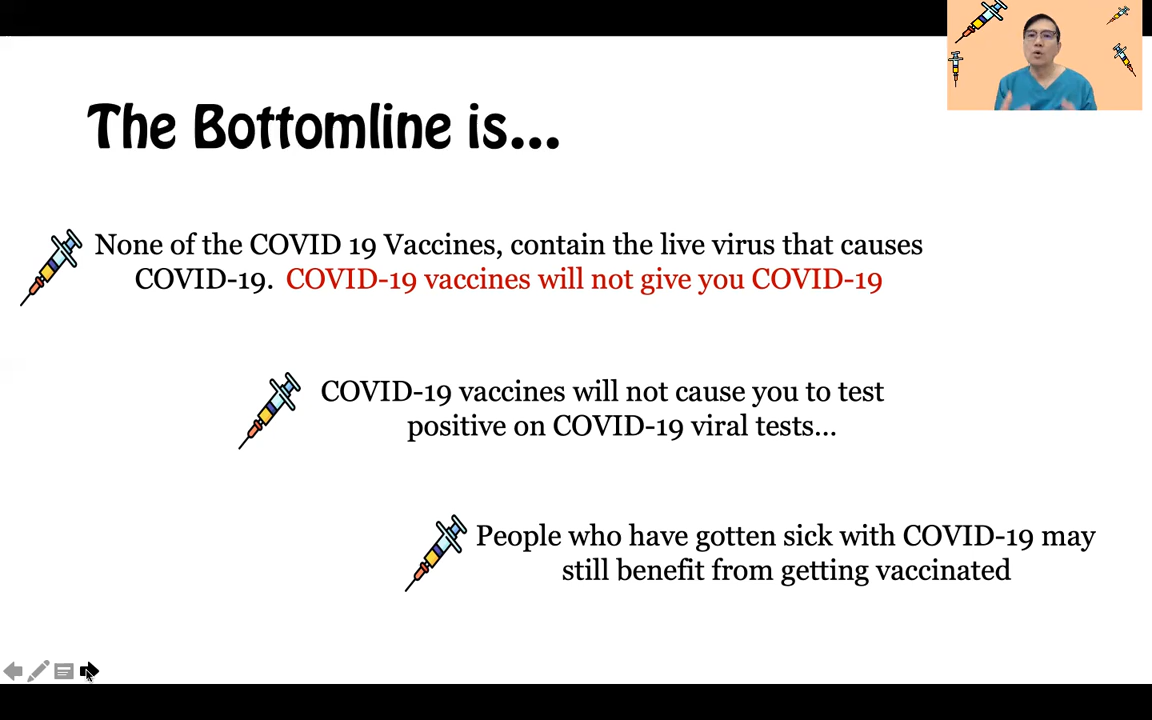 The Bottomline is...
None of the COVID 19 Vaccines, contain the live virus that causes
COVID-19. COVID-19 vaccines will not give you COVID-19
COVID-19 vaccines will not cause you to test
positive on COVID-19 viral tests...
People who have gotten sick with COVID-19 may
still benefit from getting vaccinated